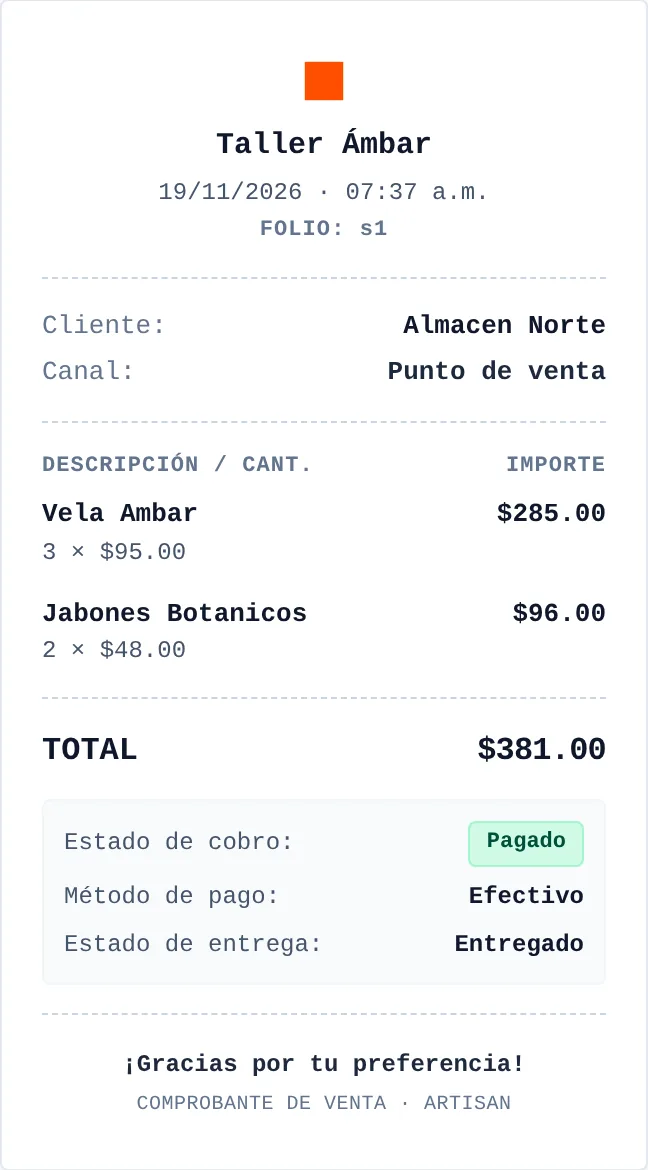 Taller Ámbar
19/11/2026 · 07:37 a.m.
FOLIO: s1
Cliente: Almacen Norte
Canal: Punto de venta
DESCRIPCIÓN / CANT. IMPORTE
Vela Ambar $285.00
3 × $95.00
Jabones Botanicos $96.00
2 × $48.00
TOTAL $381.00
Estado de cobro: Pagado
Método de pago: Efectivo
Estado de entrega: Entregado
¡Gracias por tu preferencia!
COMPROBANTE DE VENTA · ARTISAN